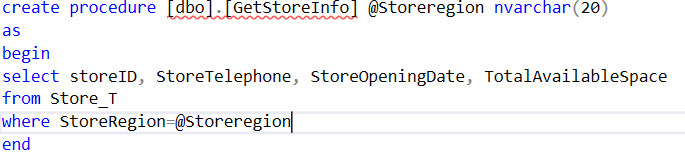 create procedure [dbo].[GetStoreInfo] @Storeregion nvarchar(20)
as
begin
select storeID, StoreTelephone, StoreOpeningDate, TotalAvailableSpace
from Store_T
where StoreRegion=@Storeregion
end